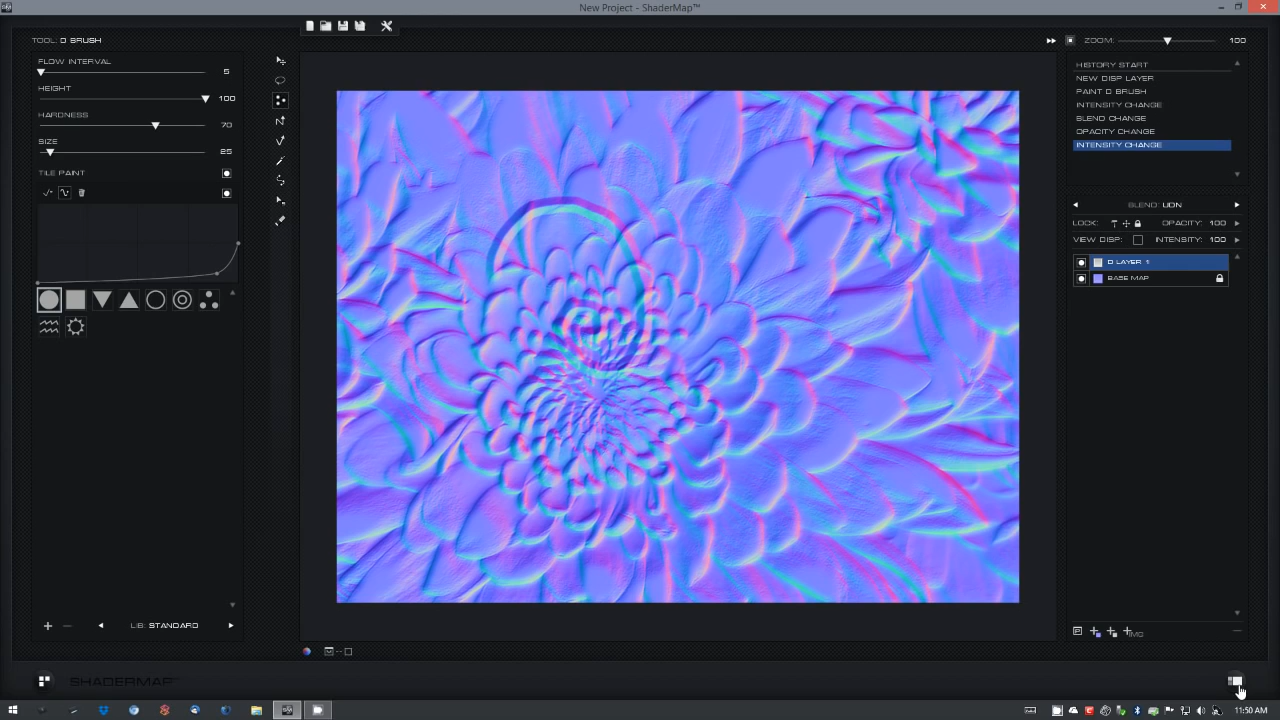 New Project - ShaderMap™
TOOL: D BRUSH
FLOW INTERVAL
5
HEIGHT
100
HARDNESS
70
SIZE
25
TILE PAINT
LIB: STANDARD
SHADERMAP™
ZOOM: 100
HISTORY START
NEW DISP LAYER
PAINT D BRUSH
INTENSITY CHANGE
BLEND CHANGE
OPACITY CHANGE
INTENSITY CHANGE
BLEND: UDN
LOCK: OPACITY: 100
VIEW DISP: INTENSITY: 100
D LAYER 1
BASE MAP
IMG
11:50 AM